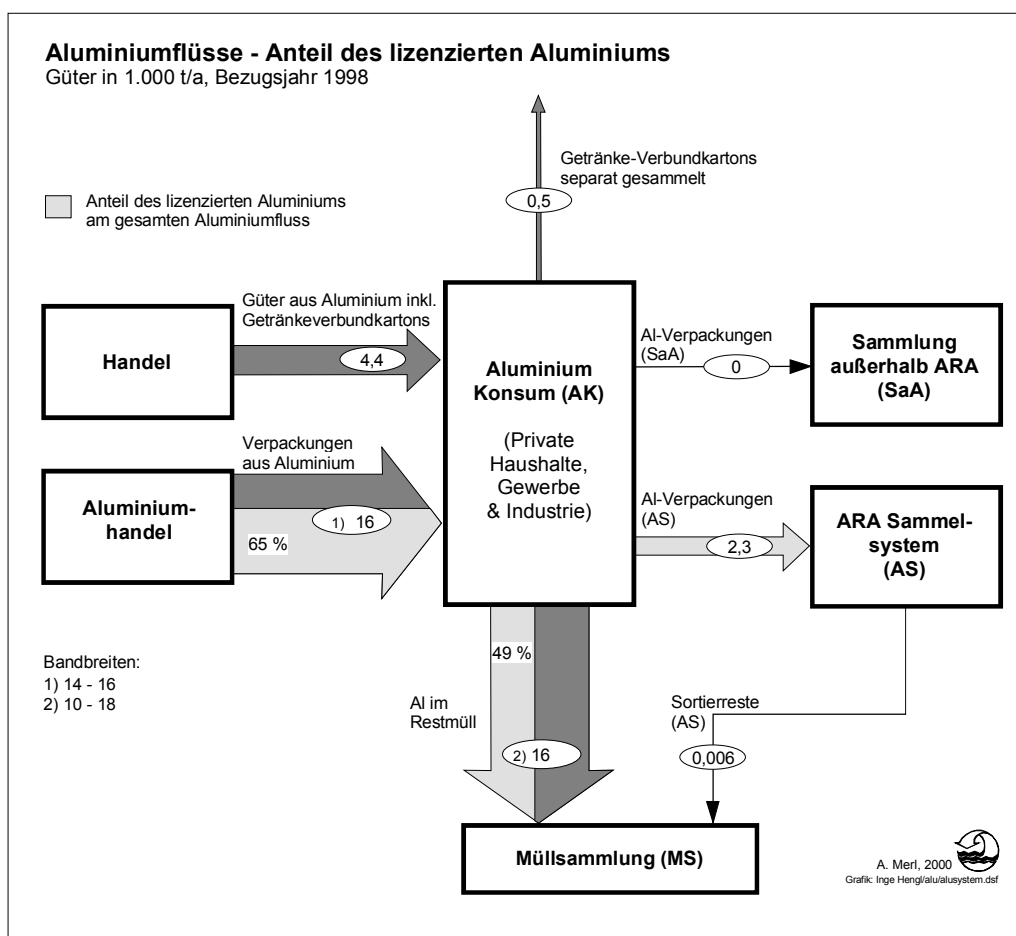 Aluminiumflüsse - Anteil des lizenzierten Aluminiums
Güter in 1.000 t/a, Bezugsjahr 1998
Getränke-Verbundkartons
separat gesammelt
0,5
Anteil des lizenzierten Aluminiums
am gesamten Aluminiumfluss
Güter aus Aluminium inkl.
Getränkeverbundkartons
Handel
4,4
Aluminium
Konsum (AK)
(Private
Haushalte,
Gewerbe
& Industrie)
Al-Verpackungen
(SaA)
0
Sammlung
außerhalb ARA
(SaA)
Verpackungen
aus Aluminium
Aluminium-
handel
1) 16
65 %
Al-Verpackungen
(AS)
2,3
ARA Sammel-
system
(AS)
49 %
Bandbreiten:
1) 14 - 16
2) 10 - 18
Al im
Restmüll
2) 16
Sortierreste
(AS)
0,006
Müllsammlung (MS)
A. Merl, 2000
Grafik: Inge Hengl/alu/alusystem.dsf